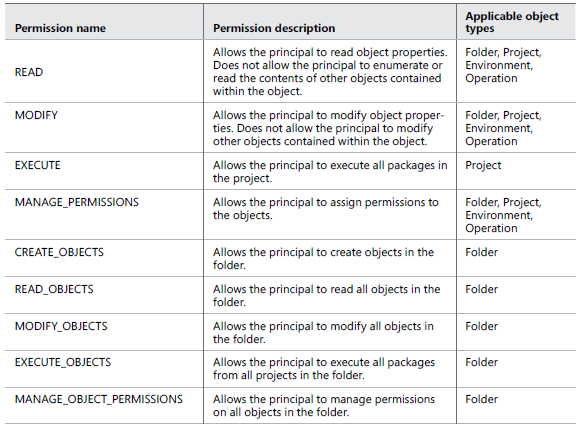 Permission name
Permission description
Applicable object
types
READ
Allows the principal to read object properties.
Does not allow the principal to enumerate or
read the contents of other objects contained
within the object.
Folder, Project,
Environment,
Operation
MODIFY
Allows the principal to modify object proper-
ties. Does not allow the principal to modify
other objects contained within the object.
Folder, Project,
Environment,
Operation
EXECUTE
Allows the principal to execute all packages in
the project.
Project
MANAGE_PERMISSIONS
Allows the principal to assign permissions to
the objects.
Folder, Project,
Environment,
Operation
CREATE_OBJECTS
Allows the principal to create objects in the
folder.
Folder
READ_OBJECTS
Allows the principal to read all objects in the
folder.
Folder
MODIFY_OBJECTS
Allows the principal to modify all objects in
the folder.
Folder
EXECUTE_OBJECTS
Allows the principal to execute all packages
from all projects in the folder.
Folder
MANAGE_OBJECT_PERMISSIONS
Allows the principal to manage permissions
on all objects in the folder.
Folder